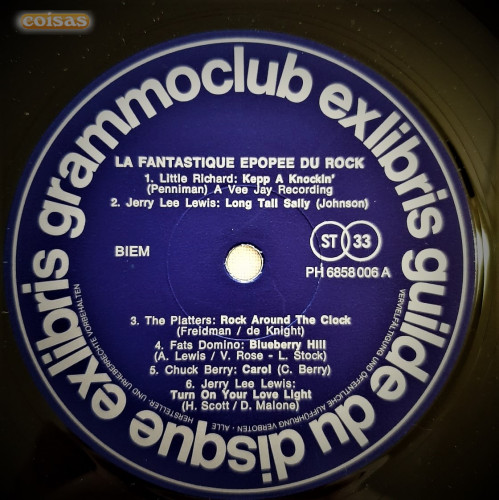 coisas
grammoclub exlibris guilde du disque exlibris
LA FANTASTIQUE EPOPEE DU ROCK
1. Little Richard: Kepp A Knockin'
(Penniman) A Vee Jay Recording
2. Jerry Lee Lewis: Long Tall Sally (Johnson)
BIEM
ST 33
PH 6858 006 A
3. The Platters: Rock Around The Clock
(Freidman / de Knight)
4. Fats Domino: Blueberry Hill
(A. Lewis / V. Rose - L. Stock)
5. Chuck Berry: Carol (C. Berry)
6. Jerry Lee Lewis:
Turn On Your Love Light
(H. Scott / D. Malone)
ALLE HERSTELLER- UND URHEBERRECHTE VORBEHALTEN
VERVIELFÄLTIGUNG UND ÖFFENTLICHE AUFFÜHRUNG VERBOTEN